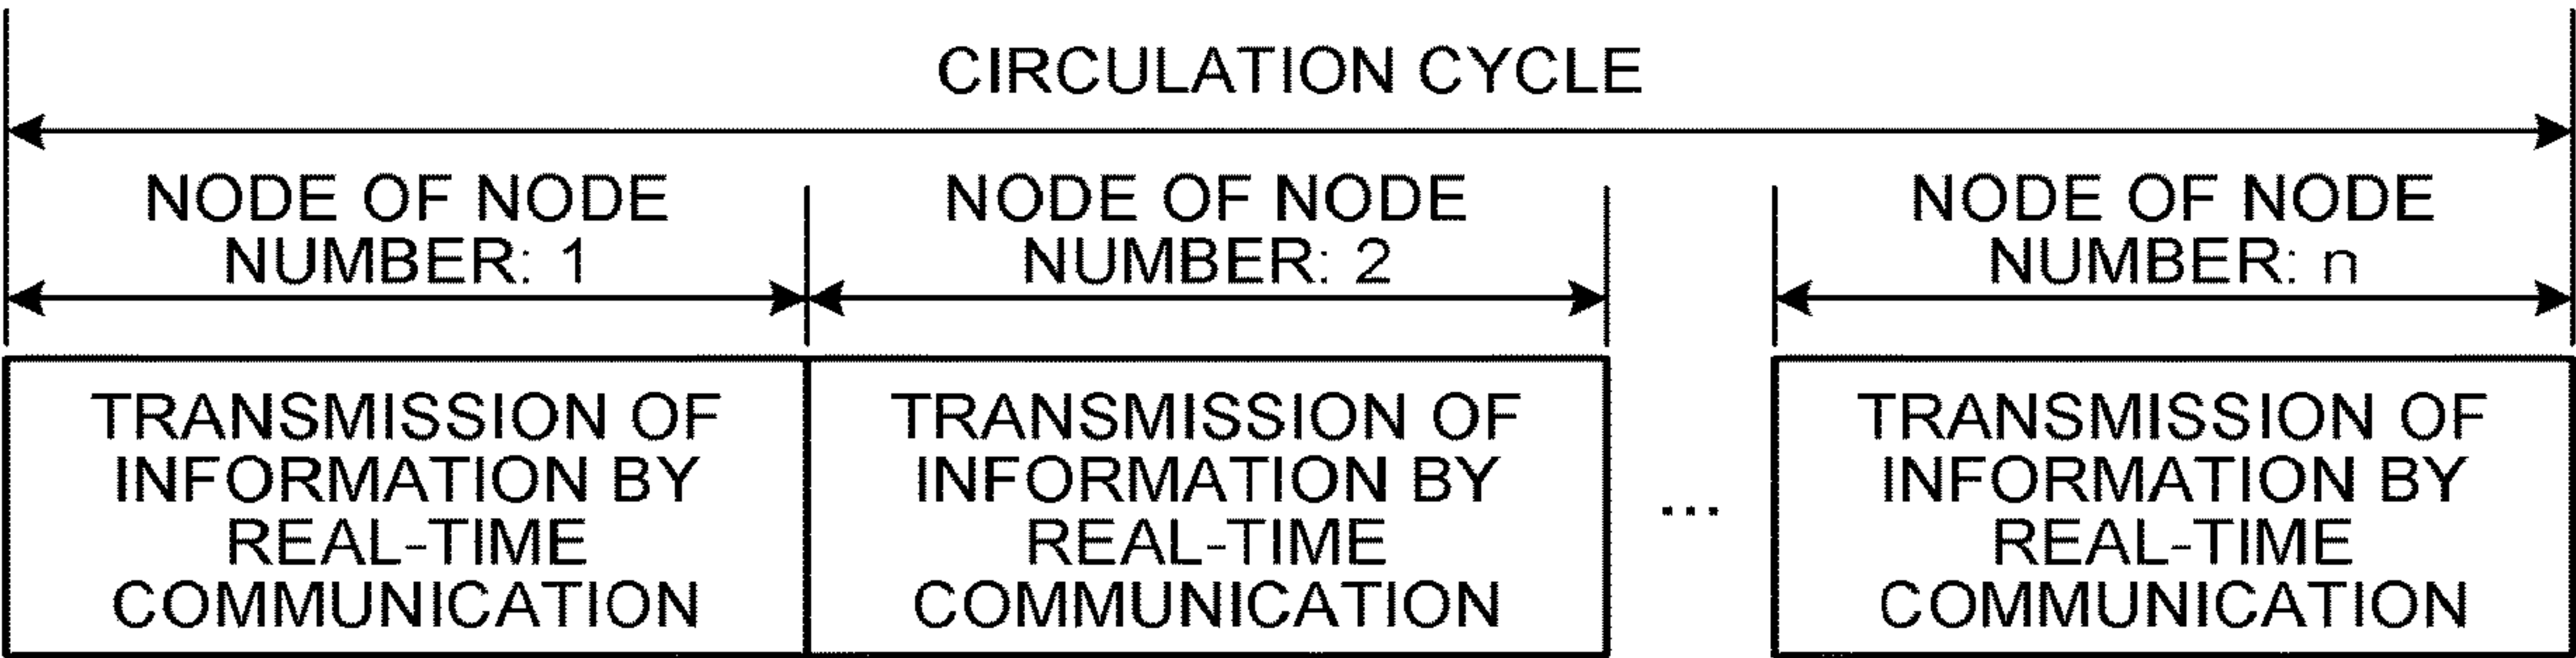 CIRCULATION CYCLE
NODE OF NODE
NUMBER: 1
NODE OF NODE
NUMBER: 2
NODE OF NODE
NUMBER: n
TRANSMISSION OF
INFORMATION BY
REAL-TIME
COMMUNICATION
TRANSMISSION OF
INFORMATION BY
REAL-TIME
COMMUNICATION
...
TRANSMISSION OF
INFORMATION BY
REAL-TIME
COMMUNICATION